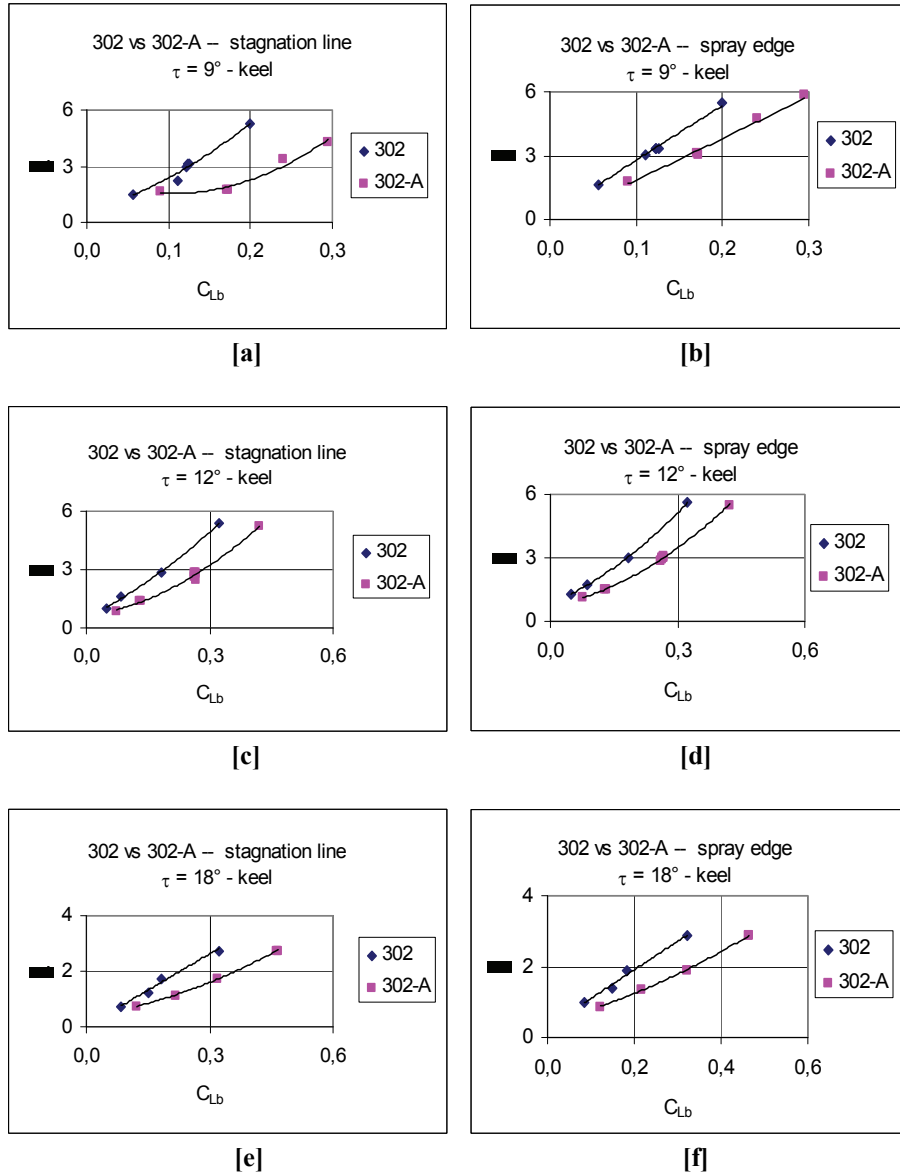 302 vs 302-A -- stagnation line
τ = 9° - keel
6
3
0
0,0 0,1 0,2 0,3
C_Lb
302
302-A
[a]
302 vs 302-A -- spray edge
τ = 9° - keel
6
3
0
0,0 0,1 0,2 0,3
C_Lb
302
302-A
[b]
302 vs 302-A -- stagnation line
τ = 12° - keel
6
3
0
0,0 0,3 0,6
C_Lb
302
302-A
[c]
302 vs 302-A -- spray edge
τ = 12° - keel
6
3
0
0,0 0,3 0,6
C_Lb
302
302-A
[d]
302 vs 302-A -- stagnation line
τ = 18° - keel
4
2
0
0,0 0,3 0,6
C_Lb
302
302-A
[e]
302 vs 302-A -- spray edge
τ = 18° - keel
4
2
0
0,0 0,2 0,4 0,6
C_Lb
302
302-A
[f]